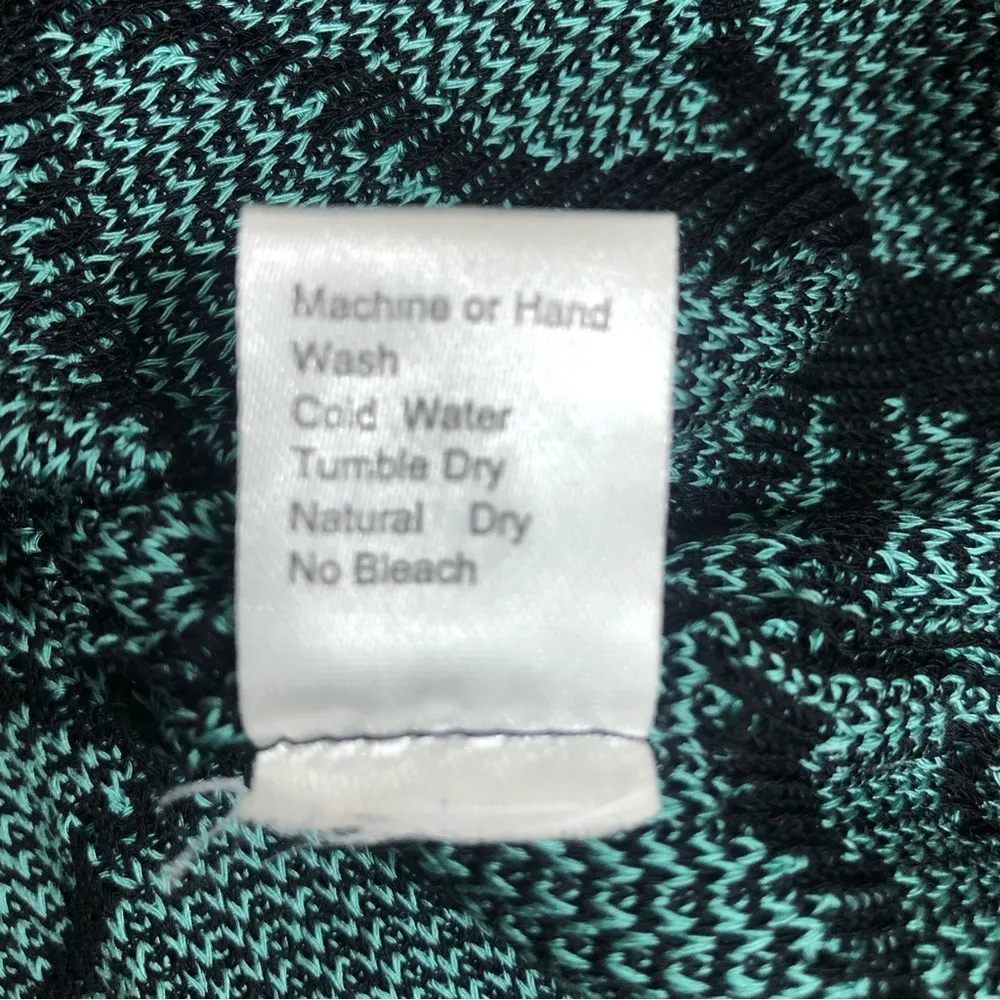 Machine or Hand
Wash
Cold Water
Tumble Dry
Natural Dry
No Bleach